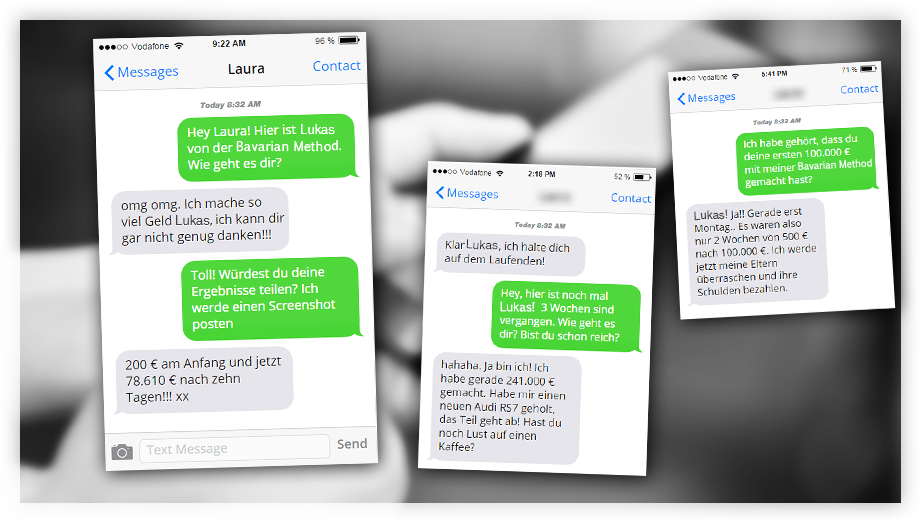 Vodafone
9:22 AM
96 %
Messages
Laura
Contact
Today 8:32 AM
Hey Laura! Hier ist Lukas
von der Bavarian Method.
Wie geht es dir?
omg omg. Ich mache so
viel Geld Lukas, ich kann dir
gar nicht genug danken!!!
Toll! Würdest du deine
Ergebnisse teilen? Ich
werde einen Screenshot
posten
200 € am Anfang und jetzt
78.610 € nach zehn
Tagen!!! xx
Text Message
Send
Vodafone
2:18 PM
52 %
Messages
Contact
Today 8:32 AM
Klar Lukas, ich halte dich
auf dem Laufenden!
Hey, hier ist noch mal
Lukas! 3 Wochen sind
vergangen. Wie geht es
dir? Bist du schon reich?
hahaha. Ja bin ich! Ich
habe gerade 241.000 €
gemacht. Habe mir einen
neuen Audi RS7 geholt,
das Teil geht ab! Hast du
noch Lust auf einen
Kaffee?
Vodafone
5:41 PM
71 %
Messages
Contact
Today 8:32 AM
Ich habe gehört, dass du
deine ersten 100.000 €
mit meiner Bavarian Method
gemacht hast?
Lukas! Ja!! Gerade erst
Montag.. Es waren also
nur 2 Wochen von 500 €
nach 100.000 €. Ich werde
jetzt meine Eltern
überraschen und ihre
Schulden bezahlen.